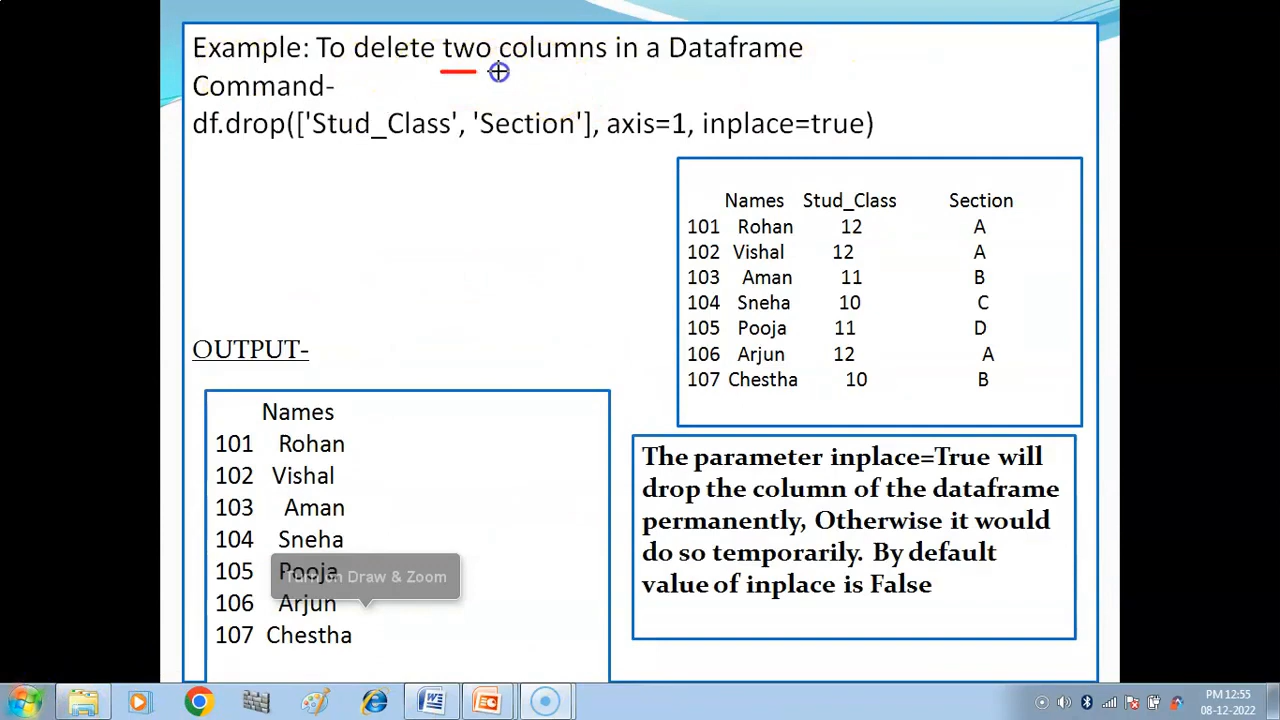 Example: To delete two columns in a Dataframe
Command-
df.drop(['Stud_Class', 'Section'], axis=1, inplace=true)
Names Stud_Class Section
101 Rohan 12 A
102 Vishal 12 A
103 Aman 11 B
104 Sneha 10 C
105 Pooja 11 D
106 Arjun 12 A
107 Chestha 10 B
OUTPUT-
Names
101 Rohan
102 Vishal
103 Aman
104 Sneha
105 Pooja
106 Arjun
107 Chestha
Turn on Draw & Zoom
The parameter inplace=True will
drop the column of the dataframe
permanently, Otherwise it would
do so temporarily. By default
value of inplace is False
PM 12:55
08-12-2022